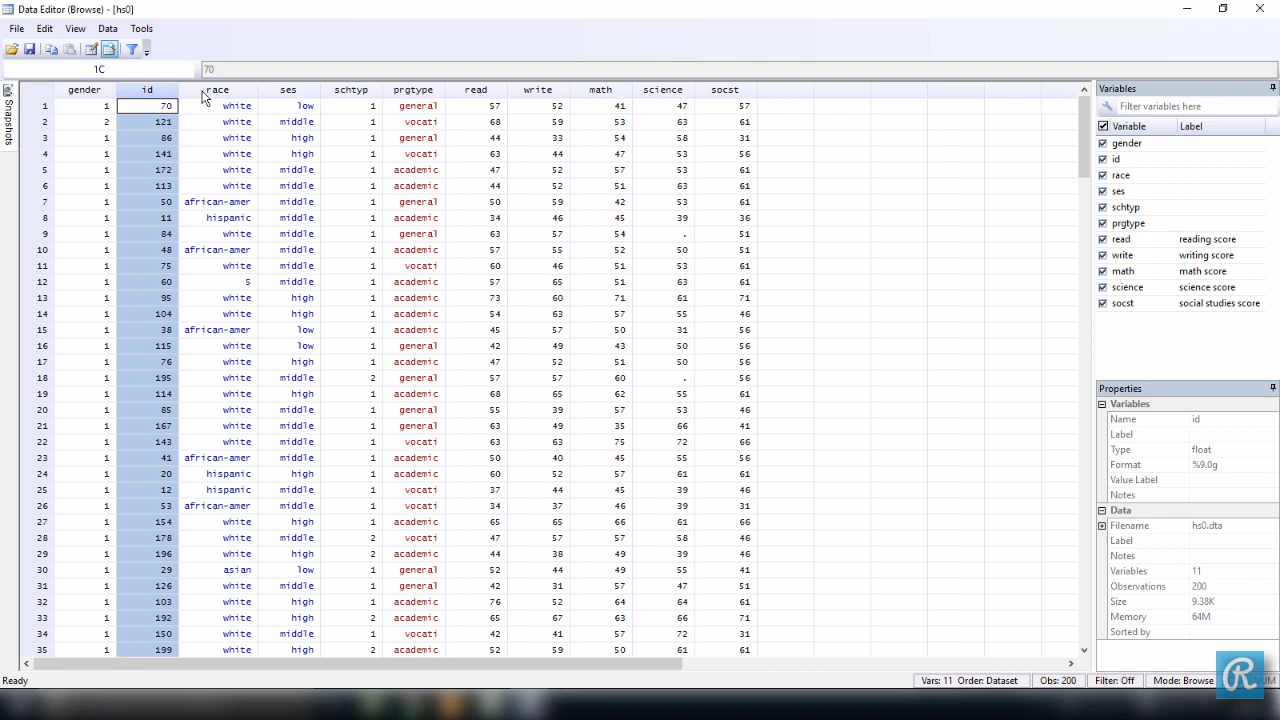 Data Editor (Browse) - [hs0]
File Edit View Data Tools
1C 70
Snapshots
gender id race ses schtyp prgtype read write math science socst
1 1 70 white low 1 general 57 52 41 47 57
2 2 121 white middle 1 vocati 68 59 53 63 61
3 1 86 white high 1 general 44 33 54 58 31
4 1 141 white high 1 vocati 63 44 47 53 56
5 1 172 white middle 1 academic 47 52 57 53 61
6 1 113 white middle 1 academic 44 52 51 63 61
7 1 50 african-amer middle 1 general 50 59 42 53 61
8 1 11 hispanic middle 1 academic 34 46 45 39 36
9 1 84 white middle 1 general 63 57 54 . 51
10 1 48 african-amer middle 1 academic 57 55 52 50 51
11 1 75 white middle 1 vocati 60 46 51 53 61
12 1 60 5 middle 1 academic 57 65 51 63 61
13 1 95 white high 1 academic 73 60 71 61 71
14 1 104 white high 1 academic 54 63 57 55 46
15 1 38 african-amer low 1 academic 45 57 50 31 56
16 1 115 white low 1 general 42 49 43 50 56
17 1 76 white high 1 academic 47 52 51 50 56
18 1 195 white middle 2 general 57 57 60 . 56
19 1 114 white high 1 academic 68 65 62 55 61
20 1 85 white middle 1 general 55 39 57 53 46
21 1 167 white middle 1 general 63 49 35 66 41
22 1 143 white middle 1 vocati 63 63 75 72 66
23 1 41 african-amer middle 1 academic 50 40 45 55 56
24 1 20 hispanic high 1 academic 60 52 57 61 61
25 1 12 hispanic middle 1 vocati 37 44 45 39 46
26 1 53 african-amer middle 1 vocati 34 37 46 39 31
27 1 154 white high 1 academic 65 65 66 61 66
28 1 178 white middle 2 vocati 47 57 57 58 46
29 1 196 white high 2 academic 44 38 49 39 46
30 1 29 asian low 1 general 52 44 49 55 41
31 1 126 white middle 1 general 42 31 57 47 51
32 1 103 white high 1 academic 76 52 64 64 61
33 1 192 white high 2 academic 65 67 63 66 71
34 1 150 white middle 1 vocati 42 41 57 72 31
35 1 199 white high 2 academic 52 59 50 61 61
Variables
Filter variables here
Variable Label
gender
id
race
ses
schtyp
prgtype
read reading score
write writing score
math math score
science science score
socst social studies score
Properties
Variables
Name id
Label
Type float
Format %9.0g
Value Label
Notes
Data
Filename hs0.dta
Label
Notes
Variables 11
Observations 200
Size 9.38K
Memory 64M
Sorted by
Ready Vars: 11 Order: Dataset Obs: 200 Filter: Off Mode: Browse NUM
R